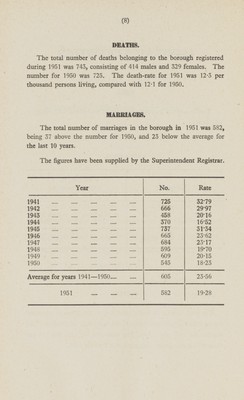 (8)
DEATHS.
The total number of deaths belonging to the borough registered
during 1951 was 743, consisting of 414 males and 329 females. The
number for 1950 was 725. The death-rate for 1951 was 12·5 per
thousand persons living, compared with 12·1 for 1950.
MARRIAGES.
The total number of marriages in the borough in 1951 was 582,
being 37 above the number for 1950, and 23 below the average for
the last 10 years.
The figures have been supplied by the Superintendent Registrar.
Year No. Rate
1941 — — — — — 725 32·79
1942 — — — — — 666 29·97
1943 — — — — — 458 20·16
1944 — — — — — 370 16·52
1945 — — — — — 737 31·34
1946 — — — — — 665 23·62
1947 — — — — — 684 23·17
1948 — — — — — 595 19·70
1949 — — — — — 609 20·15
1950 — — — — — 545 18·23
Average for years 1941—1950— — 605 23·56
1951 — — — 582 19·28